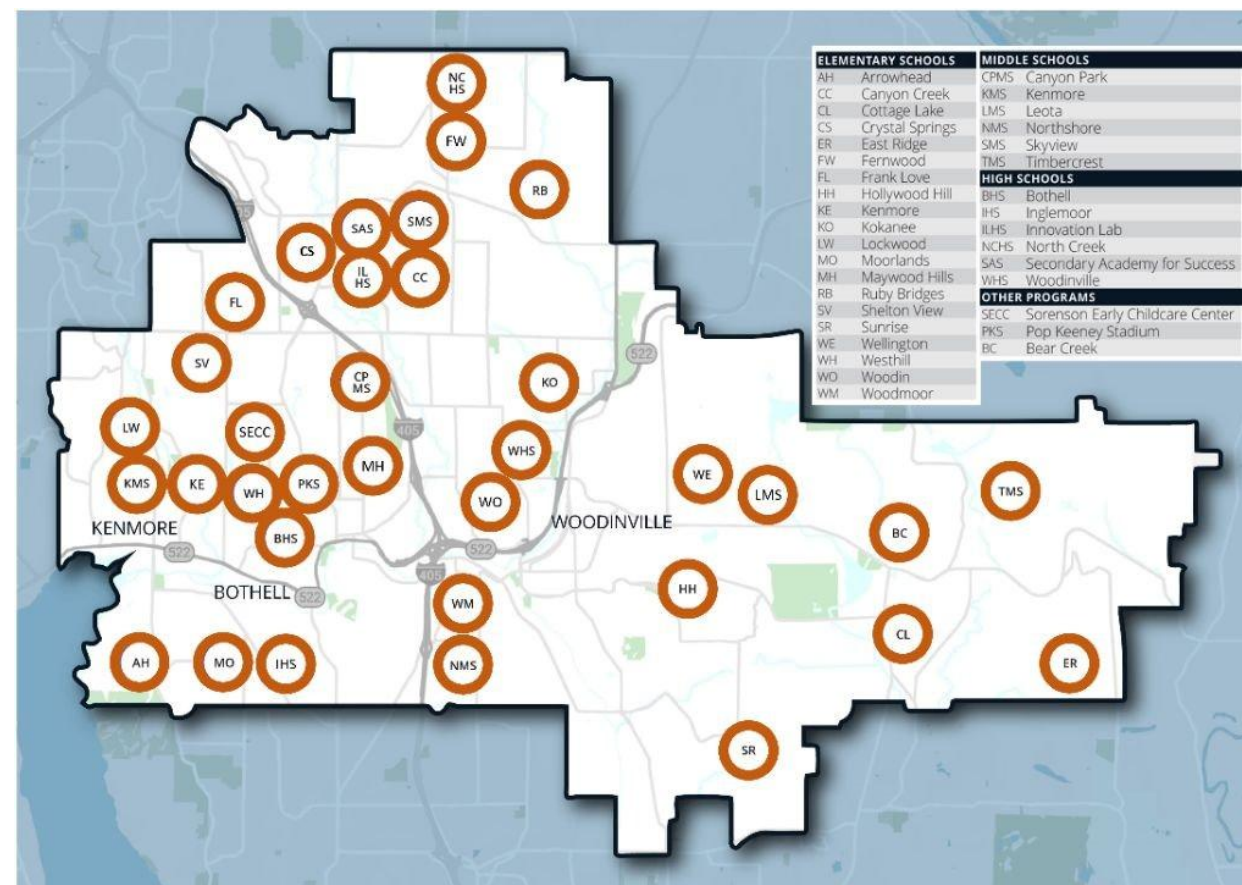 ELEMENTARY SCHOOLS
AH Arrowhead
CC Canyon Creek
CL Cottage Lake
CS Crystal Springs
ER East Ridge
FW Fernwood
FL Frank Love
HH Hollywood Hill
KE Kenmore
KO Kokanee
LW Lockwood
MO Moorlands
MH Maywood Hills
RB Ruby Bridges
SV Shelton View
SR Sunrise
WE Wellington
WH Westhill
WO Woodin
WM Woodmoor
MIDDLE SCHOOLS
CPMS Canyon Park
KMS Kenmore
LMS Leota
NMS Northshore
SMS Skyview
TMS Timbercrest
HIGH SCHOOLS
BHS Bothell
IHS Inglemoor
ILHS Innovation Lab
NCHS North Creek
SAS Secondary Academy for Success
WHS Woodinville
OTHER PROGRAMS
SECC Sorenson Early Childcare Center
PKS Pop Keeney Stadium
BC Bear Creek
NC
HS
FW
RB
SAS
SMS
CS
IL
HS
CC
FL
522
SV
CP
MS
KO
LW
SECC
405
WHS
MH
WE
KMS
KE
WH
PKS
WO
LMS
TMS
KENMORE
BHS
WOODINVILLE
BC
522
522
405
BOTHELL
522
HH
WM
CL
AH
MO
IHS
NMS
ER
SR